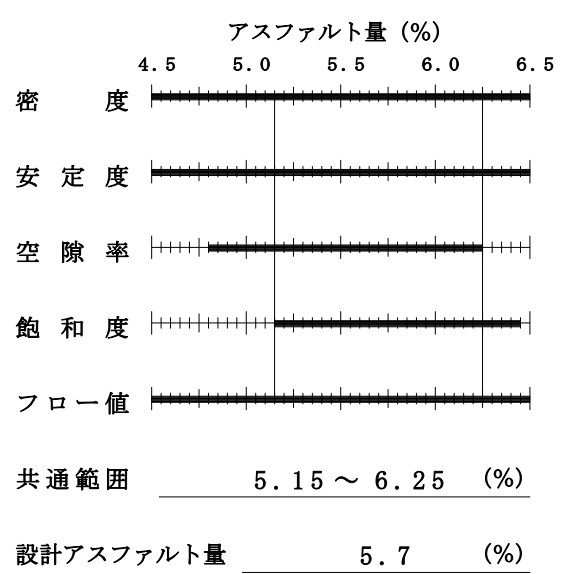 アスファルト量 (%)
4.5 5.0 5.5 6.0 6.5
密度
安定度
空隙率
飽和度
フロー値
共通範囲 5.15～6.25 (%)
設計アスファルト量 5.7 (%)